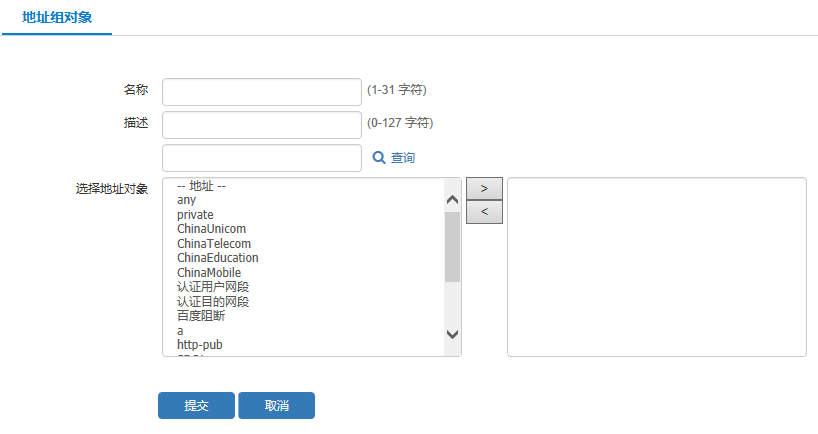 地址组对象
名称 (1-31 字符)
描述 (0-127 字符)
查询
选择地址对象
-- 地址 --
any
private
ChinaUnicom
ChinaTelecom
ChinaEducation
ChinaMobile
认证用户网段
认证目的网段
百度阻断
a
http-pub
>
<
提交 取消